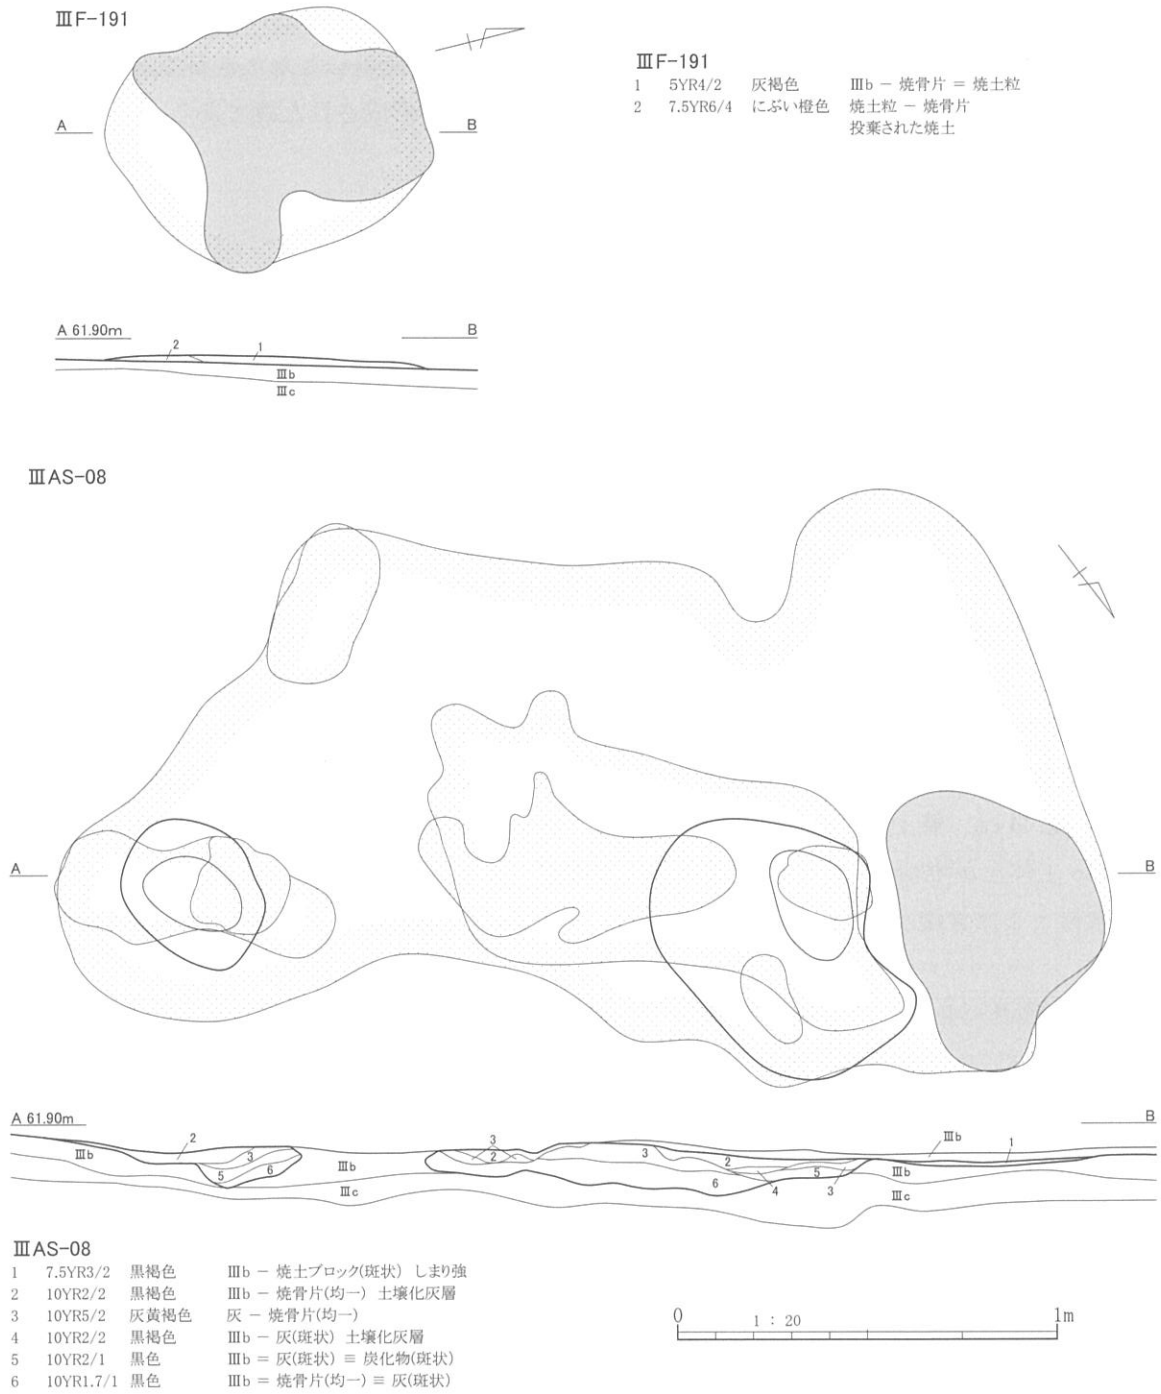 ⅢF-191
A
B
ⅢF-191
1 5YR4/2 灰褐色 Ⅲb － 焼骨片 ＝ 焼土粒
2 7.5YR6/4 にぶい橙色 焼土粒 － 焼骨片
投棄された焼土
A 61.90m
B
2
1
Ⅲb
Ⅲc
ⅢAS-08
A
B
A 61.90m
B
2
3
Ⅲb
1
Ⅲb
3
2
3
2
Ⅲb
5
6
Ⅲb
6
4
5
3
Ⅲc
Ⅲc
ⅢAS-08
1 7.5YR3/2 黒褐色 Ⅲb － 焼土ブロック(斑状) しまり強
2 10YR2/2 黒褐色 Ⅲb － 焼骨片(均一) 土壌化灰層
3 10YR5/2 灰黄褐色 灰 － 焼骨片(均一)
4 10YR2/2 黒褐色 Ⅲb － 灰(斑状) 土壌化灰層
5 10YR2/1 黒色 Ⅲb ＝ 灰(斑状) ≡ 炭化物(斑状)
6 10YR1.7/1 黒色 Ⅲb ＝ 焼骨片(均一) ≡ 灰(斑状)
0 1 : 20 1m